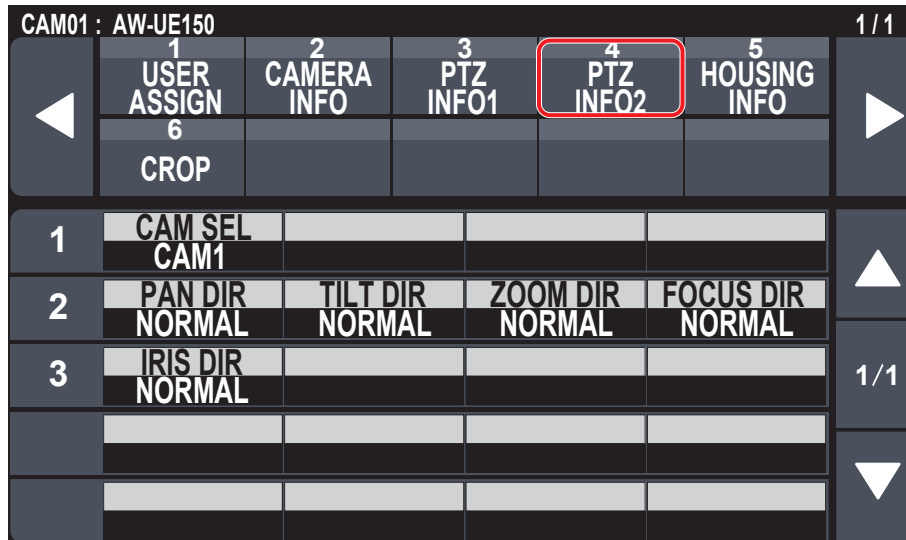 CAM01 : AW-UE150 1 / 1
1 2 3 4 5
USER CAMERA PTZ PTZ HOUSING
ASSIGN INFO INFO1 INFO2 INFO
6
CROP
1 CAM SEL
CAM1
2 PAN DIR TILT DIR ZOOM DIR FOCUS DIR
NORMAL NORMAL NORMAL NORMAL
3 IRIS DIR 1/1
NORMAL